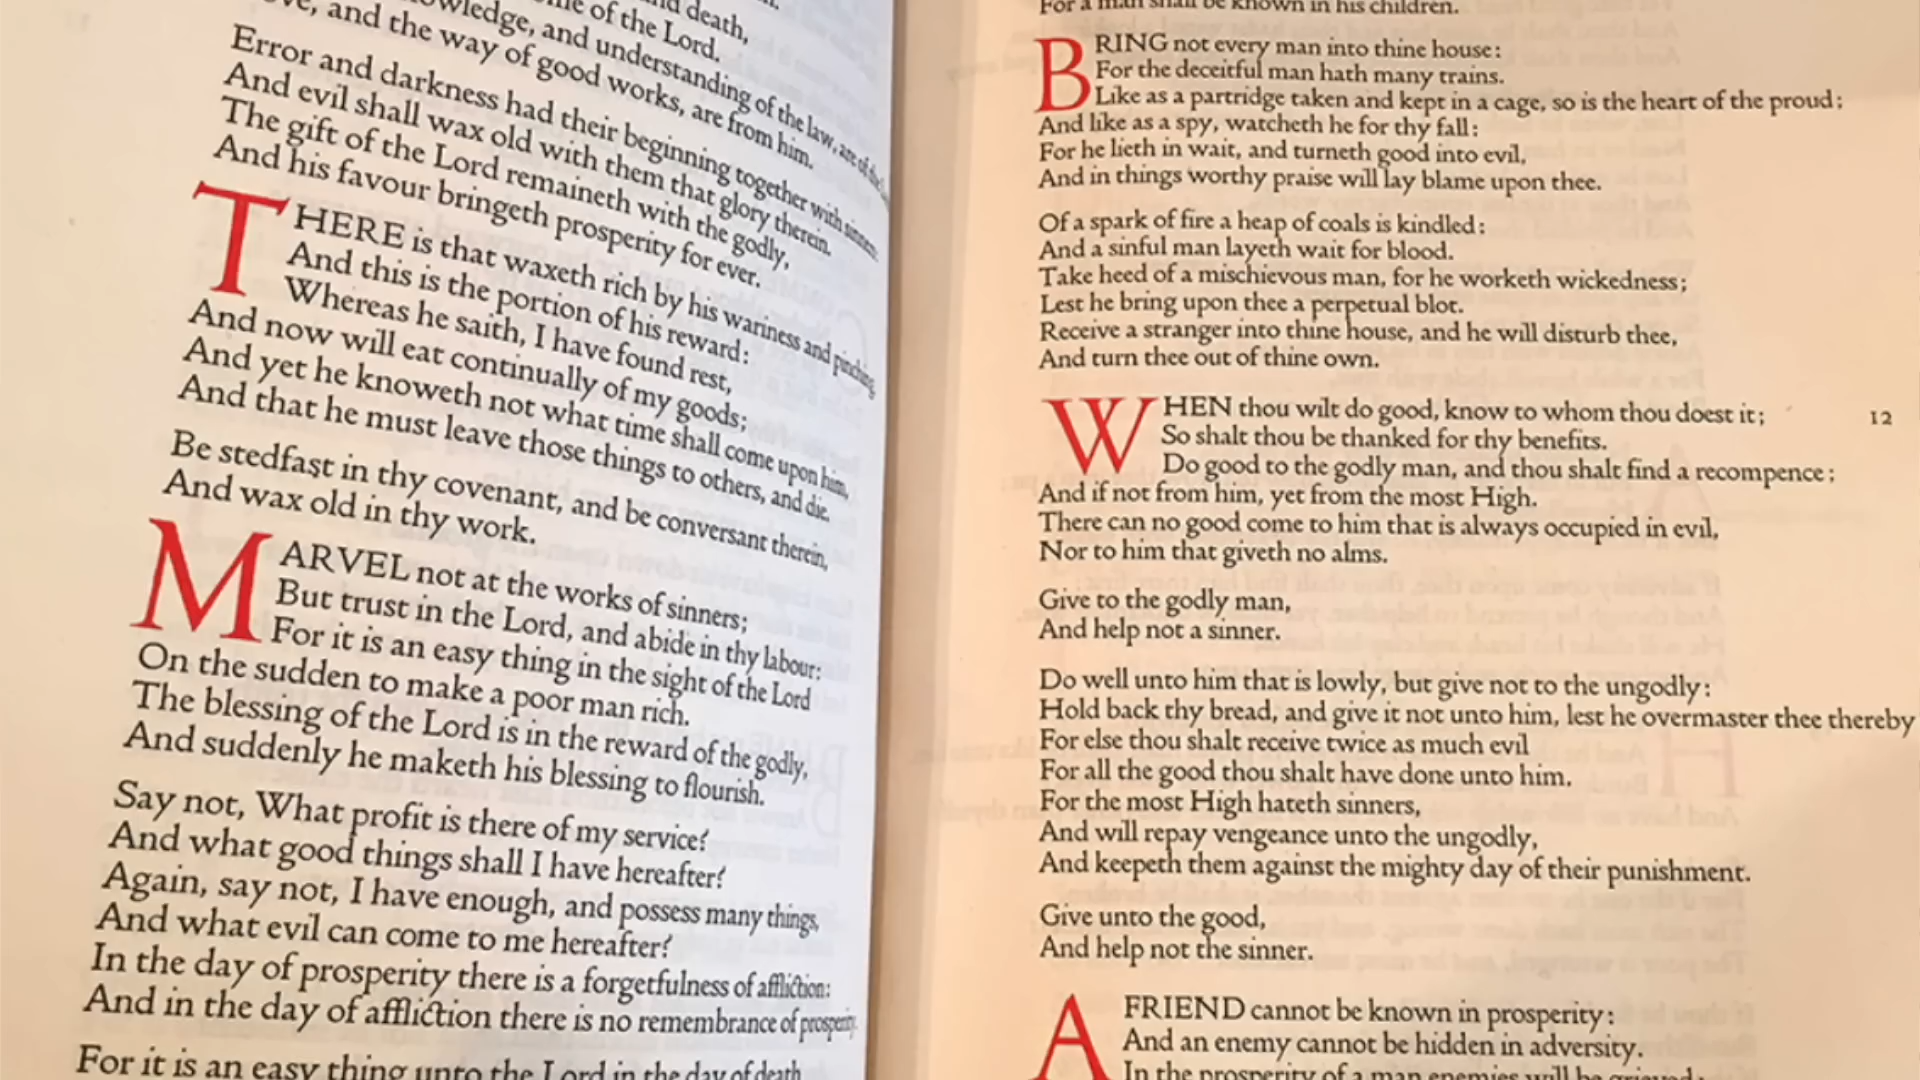 and death,
of the Lord.
knowledge, and understanding of the law, are of
and the way of good works, are from him.
Error and darkness had their beginning together with sinners:
And evil shall wax old with them that glory therein.
The gift of the Lord remaineth with the godly,
And his favour bringeth prosperity for ever.
THERE is that waxeth rich by his wariness and pinching,
And this is the portion of his reward:
Whereas he saith, I have found rest,
And now will eat continually of my goods;
And yet he knoweth not what time shall come upon him,
And that he must leave those things to others, and die.
Be stedfast in thy covenant, and be conversant therein,
And wax old in thy work.
MARVEL not at the works of sinners;
But trust in the Lord, and abide in thy labour:
For it is an easy thing in the sight of the Lord
On the sudden to make a poor man rich.
The blessing of the Lord is in the reward of the godly,
And suddenly he maketh his blessing to flourish.
Say not, What profit is there of my service?
And what good things shall I have hereafter?
Again, say not, I have enough, and possess many things,
And what evil can come to me hereafter?
In the day of prosperity there is a forgetfulness of affliction:
And in the day of affliction there is no remembrance of prosperity.
For it is an easy thing unto the Lord in the day of death
For a man shall be known in his children.
BRING not every man into thine house:
For the deceitful man hath many trains.
Like as a partridge taken and kept in a cage, so is the heart of the proud;
And like as a spy, watcheth he for thy fall:
For he lieth in wait, and turneth good into evil,
And in things worthy praise will lay blame upon thee.
Of a spark of fire a heap of coals is kindled:
And a sinful man layeth wait for blood.
Take heed of a mischievous man, for he worketh wickedness;
Lest he bring upon thee a perpetual blot.
Receive a stranger into thine house, and he will disturb thee,
And turn thee out of thine own.
WHEN thou wilt do good, know to whom thou doest it; 12
So shalt thou be thanked for thy benefits.
Do good to the godly man, and thou shalt find a recompence;
And if not from him, yet from the most High.
There can no good come to him that is always occupied in evil,
Nor to him that giveth no alms.
Give to the godly man,
And help not a sinner.
Do well unto him that is lowly, but give not to the ungodly:
Hold back thy bread, and give it not unto him, lest he overmaster thee thereby
For else thou shalt receive twice as much evil
For all the good thou shalt have done unto him.
For the most High hateth sinners,
And will repay vengeance unto the ungodly,
And keepeth them against the mighty day of their punishment.
Give unto the good,
And help not the sinner.
A FRIEND cannot be known in prosperity:
And an enemy cannot be hidden in adversity.
In the prosperity of a man enemies will be grieved: